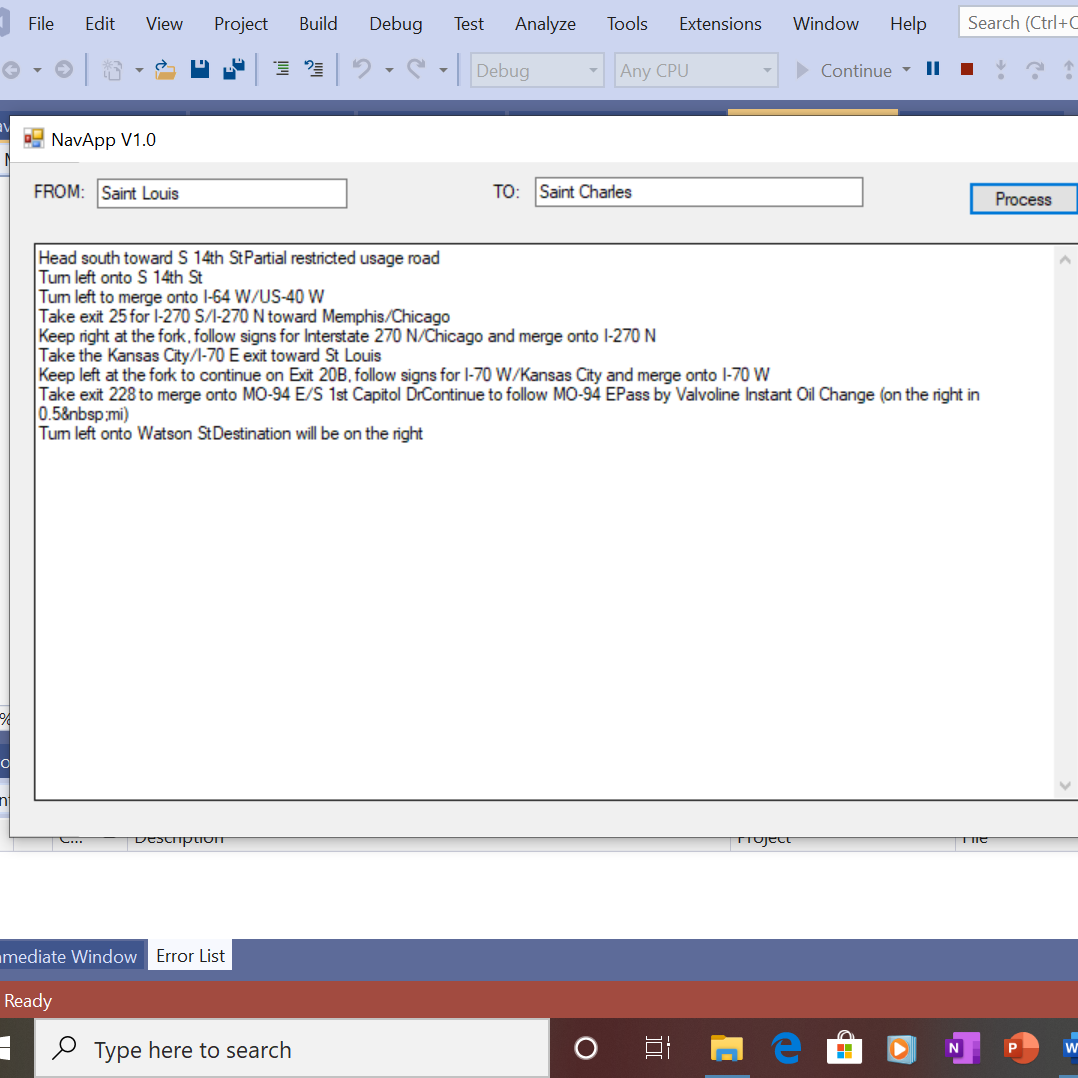 File Edit View Project Build Debug Test Analyze Tools Extensions Window Help Search (Ctrl+
Debug Any CPU Continue
NavApp V1.0
FROM: Saint Louis TO: Saint Charles Process
Head south toward S 14th StPartial restricted usage road
Turn left onto S 14th St
Turn left to merge onto I-64 W/US-40 W
Take exit 25 for I-270 S/I-270 N toward Memphis/Chicago
Keep right at the fork, follow signs for Interstate 270 N/Chicago and merge onto I-270 N
Take the Kansas City/I-70 E exit toward St Louis
Keep left at the fork to continue on Exit 20B, follow signs for I-70 W/Kansas City and merge onto I-70 W
Take exit 228 to merge onto MO-94 E/S 1st Capitol DrContinue to follow MO-94 EPass by Valvoline Instant Oil Change (on the right in
0.5&nbsp;mi)
Turn left onto Watson StDestination will be on the right
C... Description Project File
mmediate Window Error List
Ready
Type here to search